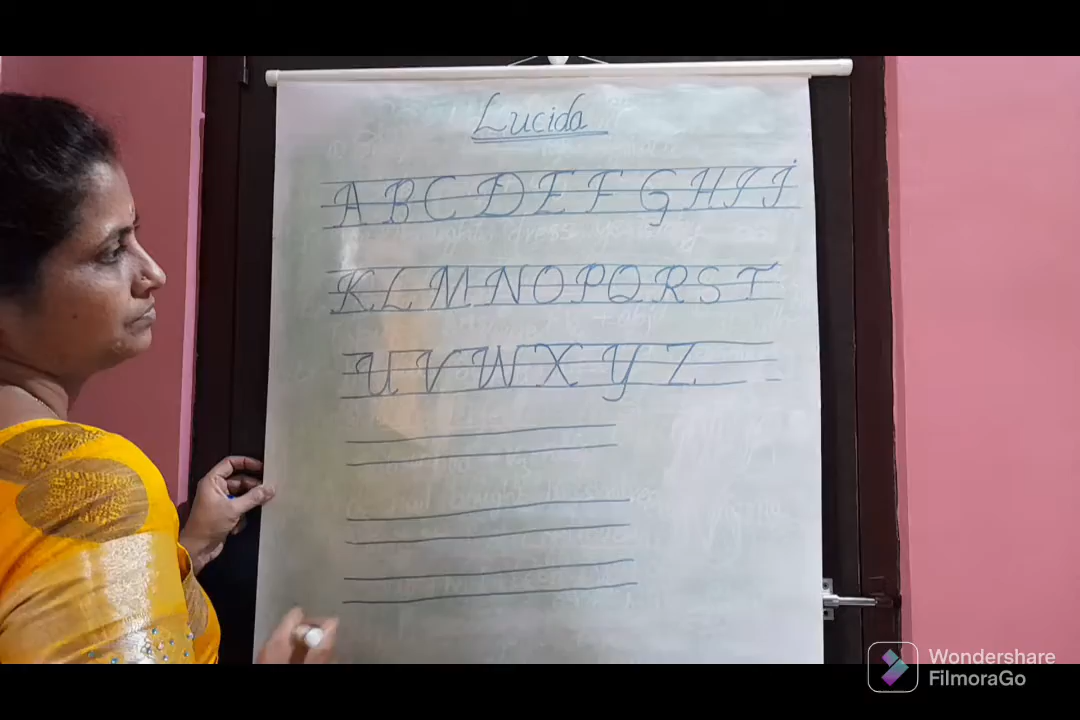 Lucida
A B C D E F G H I J
K L M N O P Q R S T
U V W X Y Z
Wondershare
FilmoraGo